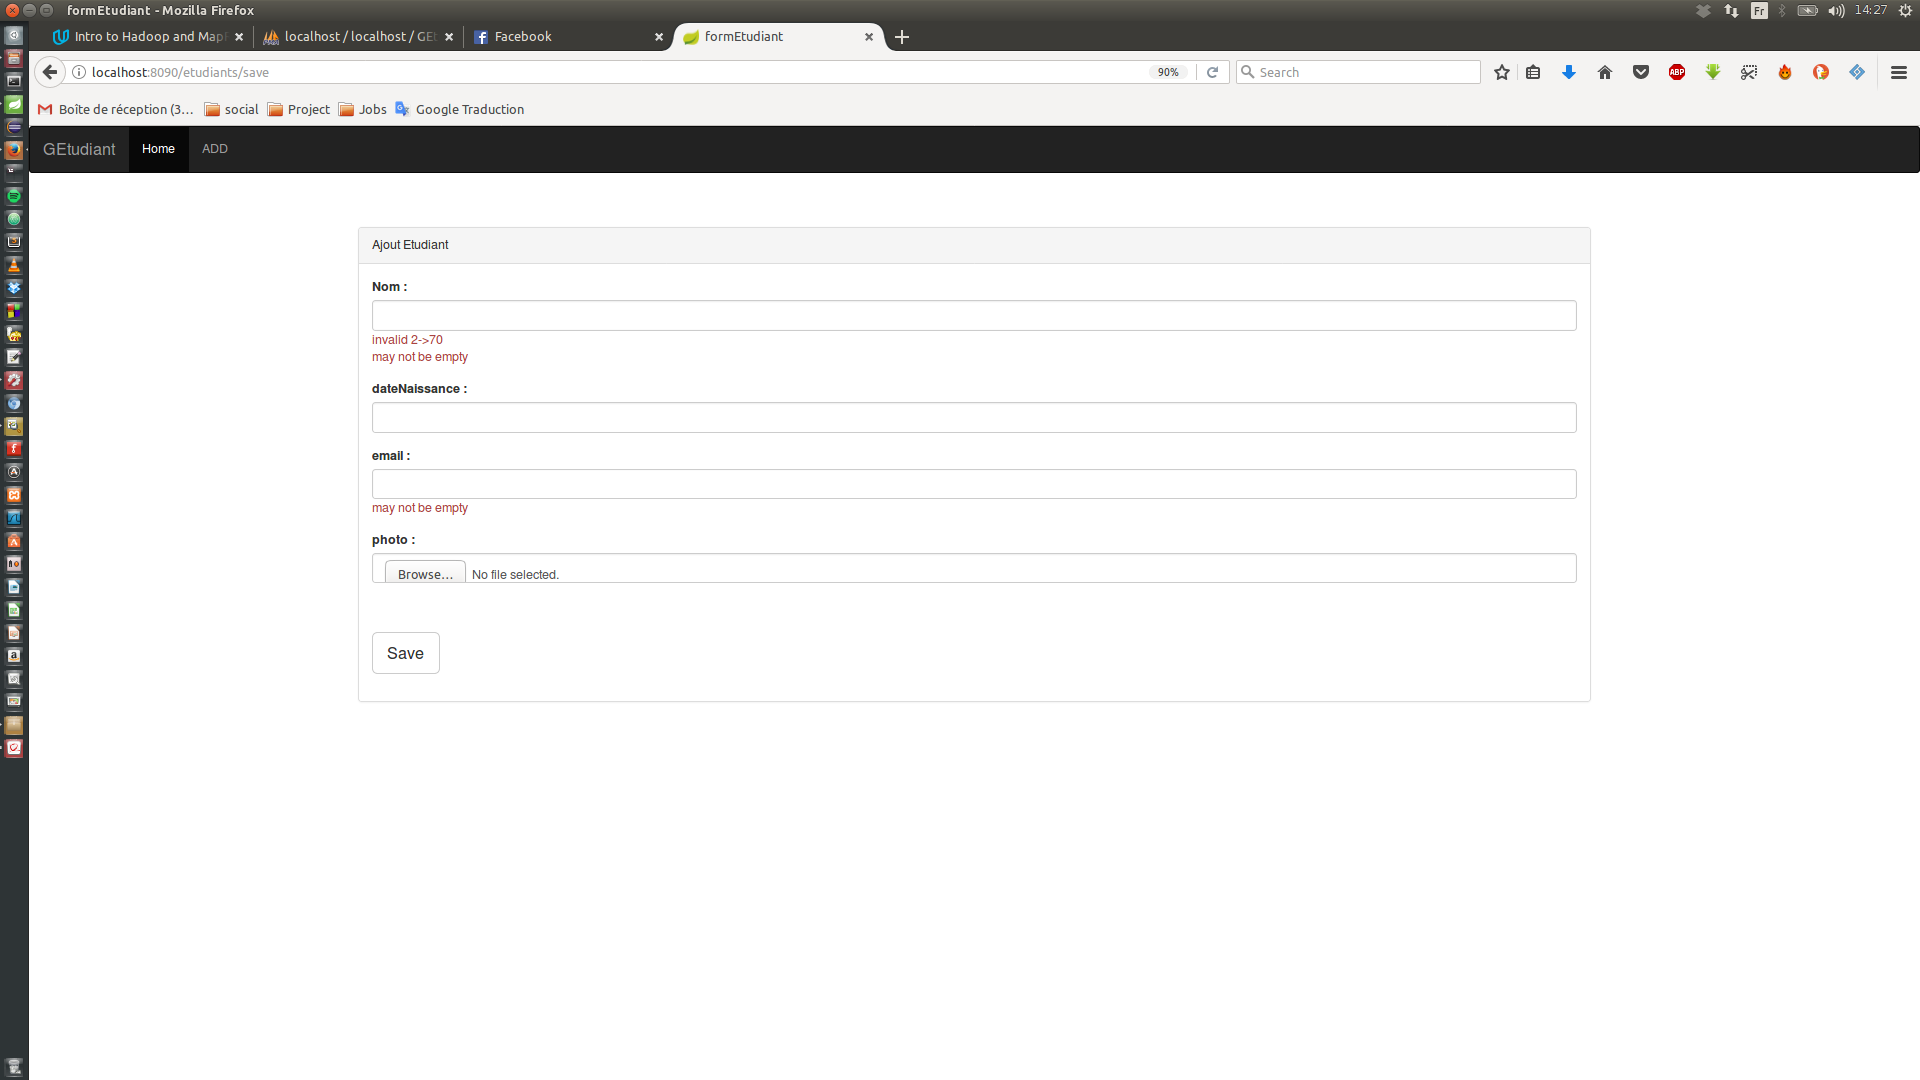 formEtudiant - Mozilla Firefox
Fr
14:27
Intro to Hadoop and Map
localhost / localhost / GEt
Facebook
formEtudiant
localhost:8090/etudiants/save
90%
Search
ABP
Boîte de réception (3...
social
Project
Jobs
Google Traduction
GEtudiant
Home
ADD
Ajout Etudiant
Nom :
invalid 2->70
may not be empty
dateNaissance :
email :
may not be empty
photo :
Browse...
No file selected.
Save